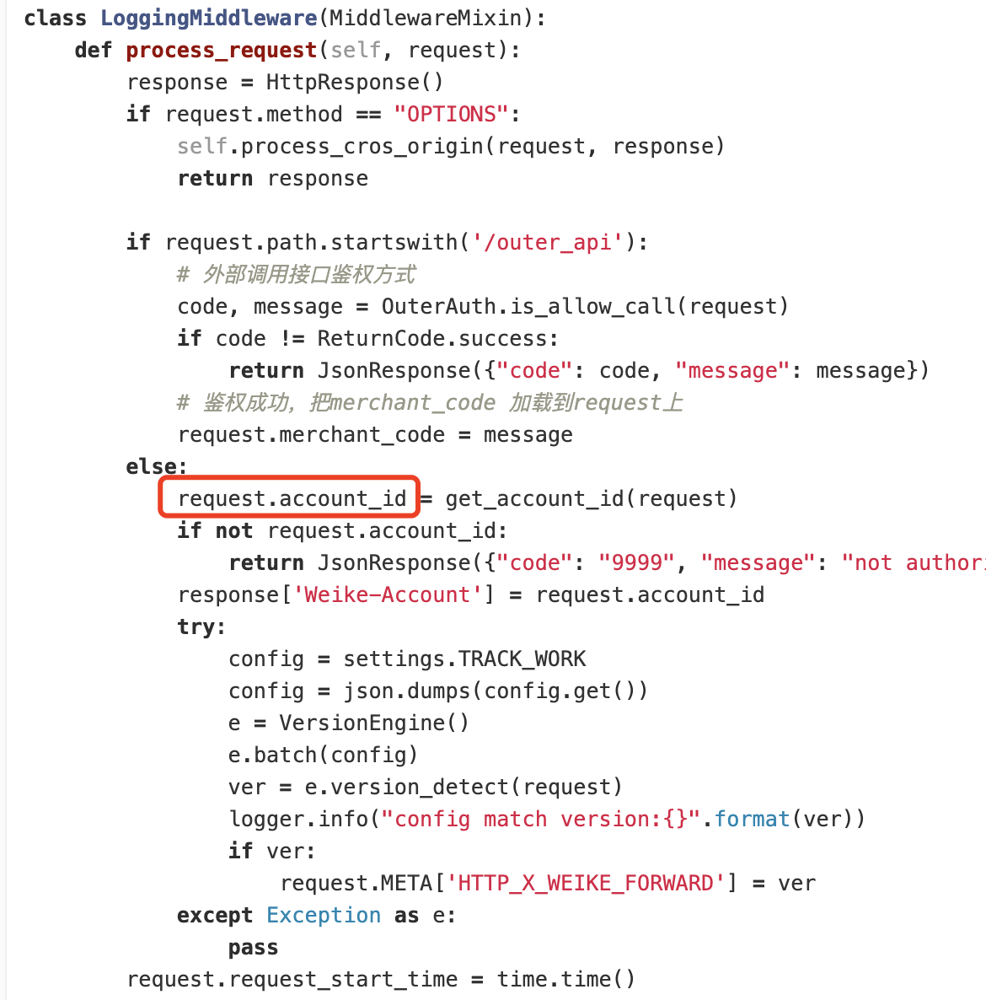 class LoggingMiddleware(MiddlewareMixin):
    def process_request(self, request):
        response = HttpResponse()
        if request.method == "OPTIONS":
            self.process_cros_origin(request, response)
            return response

        if request.path.startswith('/outer_api'):
            # 外部调用接口鉴权方式
            code, message = OuterAuth.is_allow_call(request)
            if code != ReturnCode.success:
                return JsonResponse({"code": code, "message": message})
            # 鉴权成功，把merchant_code 加载到request上
            request.merchant_code = message
        else:
            request.account_id = get_account_id(request)
            if not request.account_id:
                return JsonResponse({"code": "9999", "message": "not authori
            response['Weike-Account'] = request.account_id
            try:
                config = settings.TRACK_WORK
                config = json.dumps(config.get())
                e = VersionEngine()
                e.batch(config)
                ver = e.version_detect(request)
                logger.info("config match version:{}".format(ver))
                if ver:
                    request.META['HTTP_X_WEIKE_FORWARD'] = ver
            except Exception as e:
                pass
        request.request_start_time = time.time()